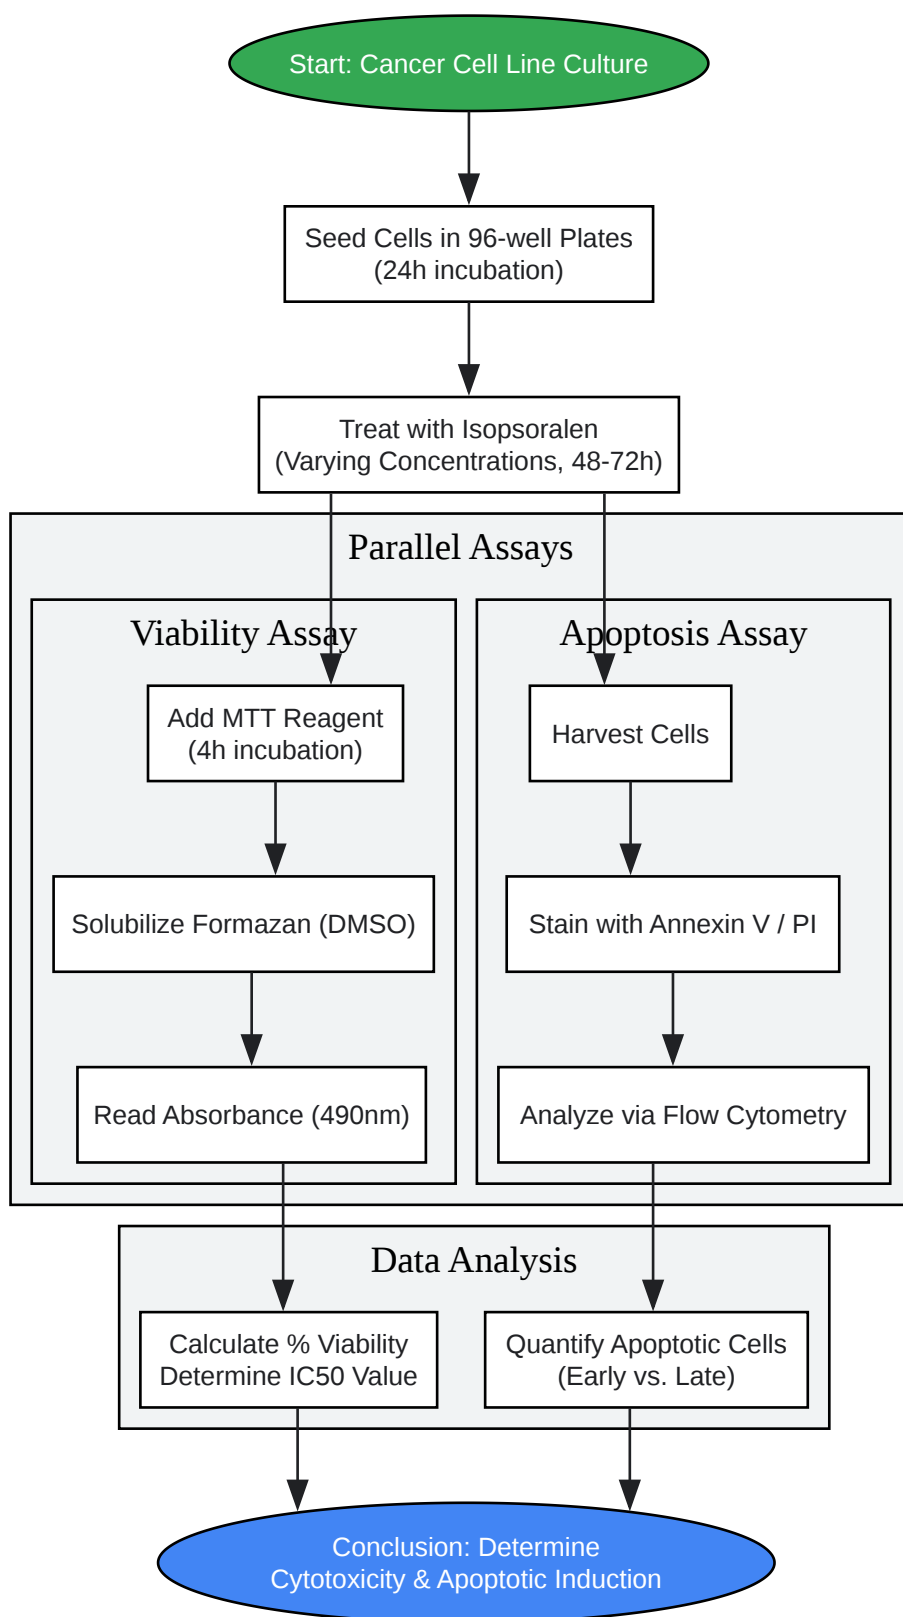 Start: Cancer Cell Line Culture
Seed Cells in 96-well Plates
(24h incubation)
Treat with Isopsoralen
(Varying Concentrations, 48-72h)
Parallel Assays
Viability Assay
Add MTT Reagent
(4h incubation)
Solubilize Formazan (DMSO)
Read Absorbance (490nm)
Apoptosis Assay
Harvest Cells
Stain with Annexin V / PI
Analyze via Flow Cytometry
Data Analysis
Calculate % Viability
Determine IC50 Value
Quantify Apoptotic Cells
(Early vs. Late)
Conclusion: Determine
Cytotoxicity & Apoptotic Induction